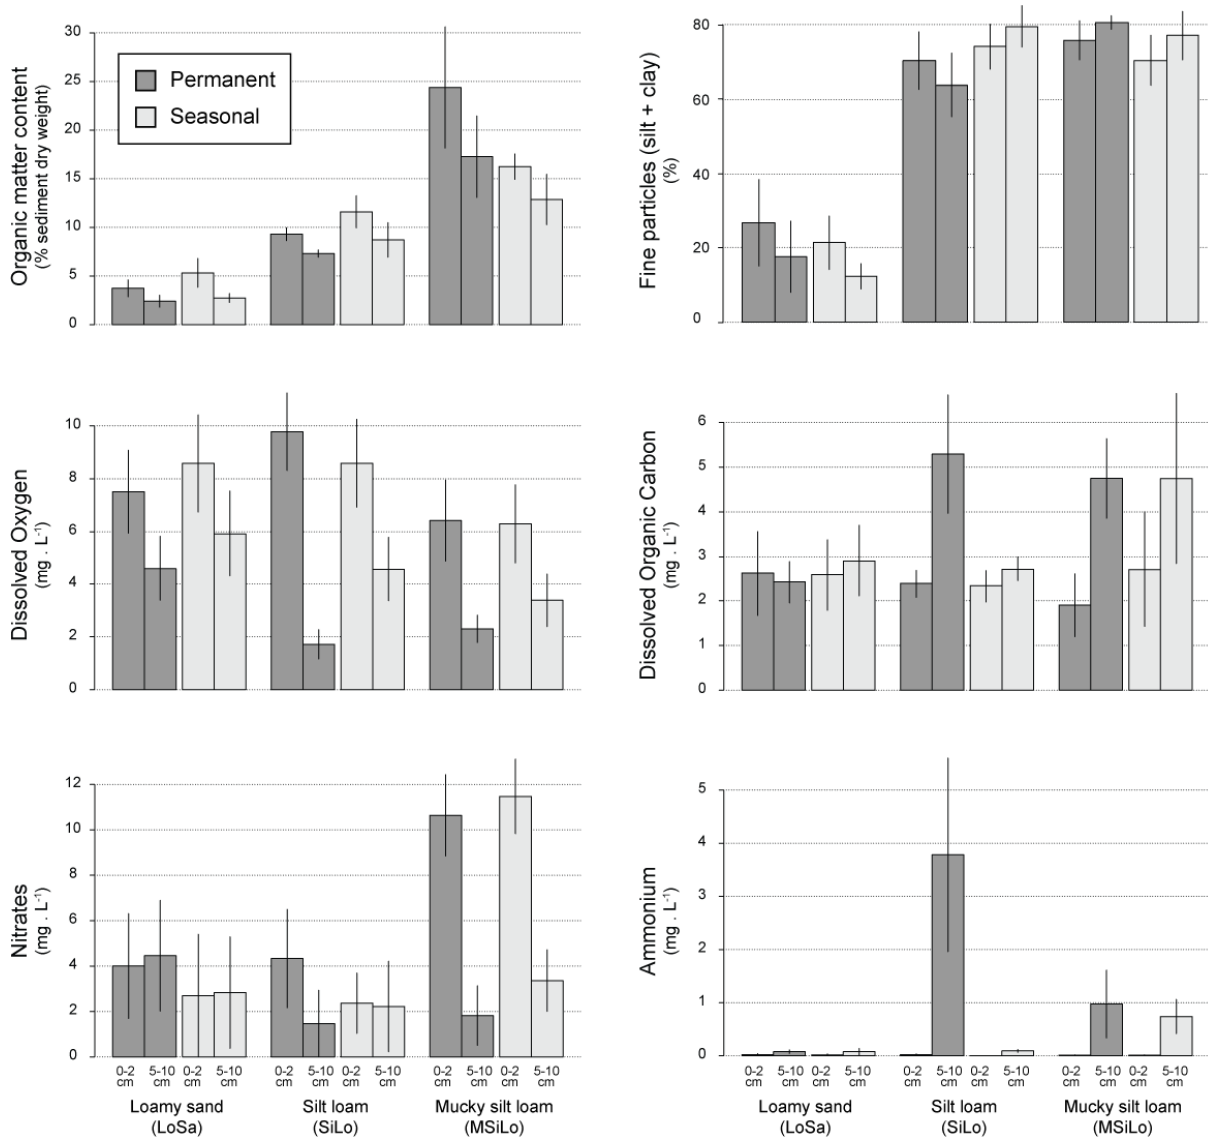 Organic matter content
(% sediment dry weight)
30
25
20
15
10
5
0
Permanent
Seasonal
Fine particles (silt + clay)
(%)
80
60
40
20
0
Dissolved Oxygen
(mg . L-1)
10
8
6
4
2
0
Dissolved Organic Carbon
(mg . L-1)
6
5
4
3
2
1
0
Nitrates
(mg . L-1)
12
10
8
6
4
2
0
0-2 5-10 0-2 5-10 0-2 5-10 0-2 5-10 0-2 5-10 0-2 5-10
cm cm cm cm cm cm cm cm cm cm cm cm
Loamy sand Silt loam Mucky silt loam
(LoSa) (SiLo) (MSiLo)
Ammonium
(mg . L-1)
5
4
3
2
1
0
0-2 5-10 0-2 5-10 0-2 5-10 0-2 5-10 0-2 5-10 0-2 5-10
cm cm cm cm cm cm cm cm cm cm cm cm
Loamy sand Silt loam Mucky silt loam
(LoSa) (SiLo) (MSiLo)